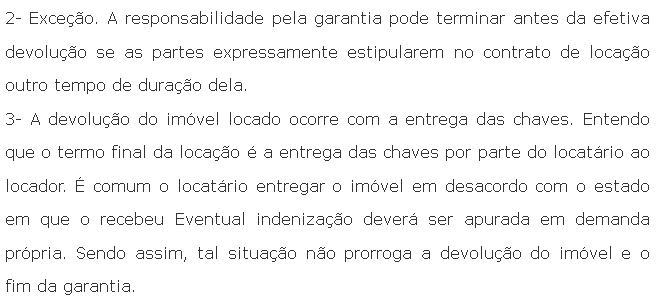 2- Exceção. A responsabilidade pela garantia pode terminar antes da efetiva
devolução se as partes expressamente estipularem no contrato de locação
outro tempo de duração dela.
3- A devolução do imóvel locado ocorre com a entrega das chaves. Entendo
que o termo final da locação é a entrega das chaves por parte do locatário ao
locador. É comum o locatário entregar o imóvel em desacordo com o estado
em que o recebeu Eventual indenização deverá ser apurada em demanda
própria. Sendo assim, tal situação não prorroga a devolução do imóvel e o
fim da garantia.